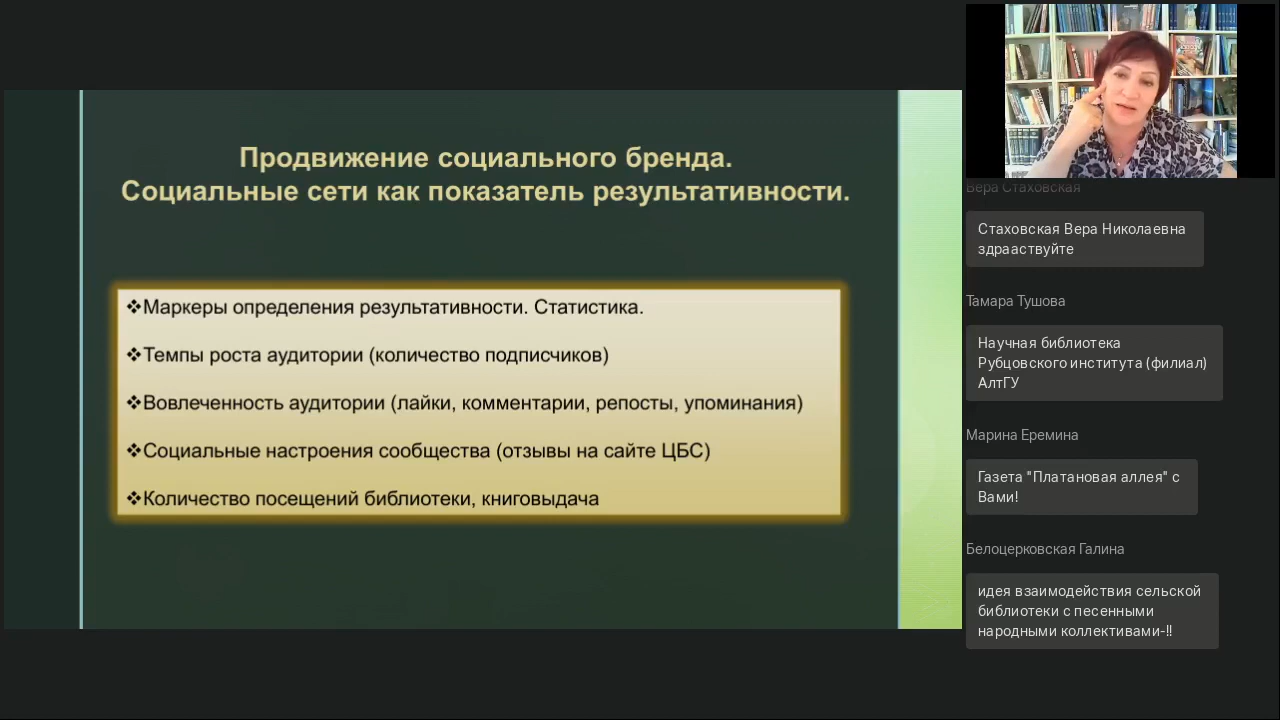 Продвижение социального бренда.
Социальные сети как показатель результативности.
❖Маркеры определения результативности. Статистика.
❖Темпы роста аудитории (количество подписчиков)
❖Вовлеченность аудитории (лайки, комментарии, репосты, упоминания)
❖Социальные настроения сообщества (отзывы на сайте ЦБС)
❖Количество посещений библиотеки, книговыдача
Вера Стаховская
Стаховская Вера Николаевна
здрааствуйте
Тамара Тушова
Научная библиотека
Рубцовского института (филиал)
АлтГУ
Марина Еремина
Газета "Платановая аллея" с
Вами!
Белоцерковская Галина
идея взаимодействия сельской
библиотеки с песенными
народными коллективами-!!